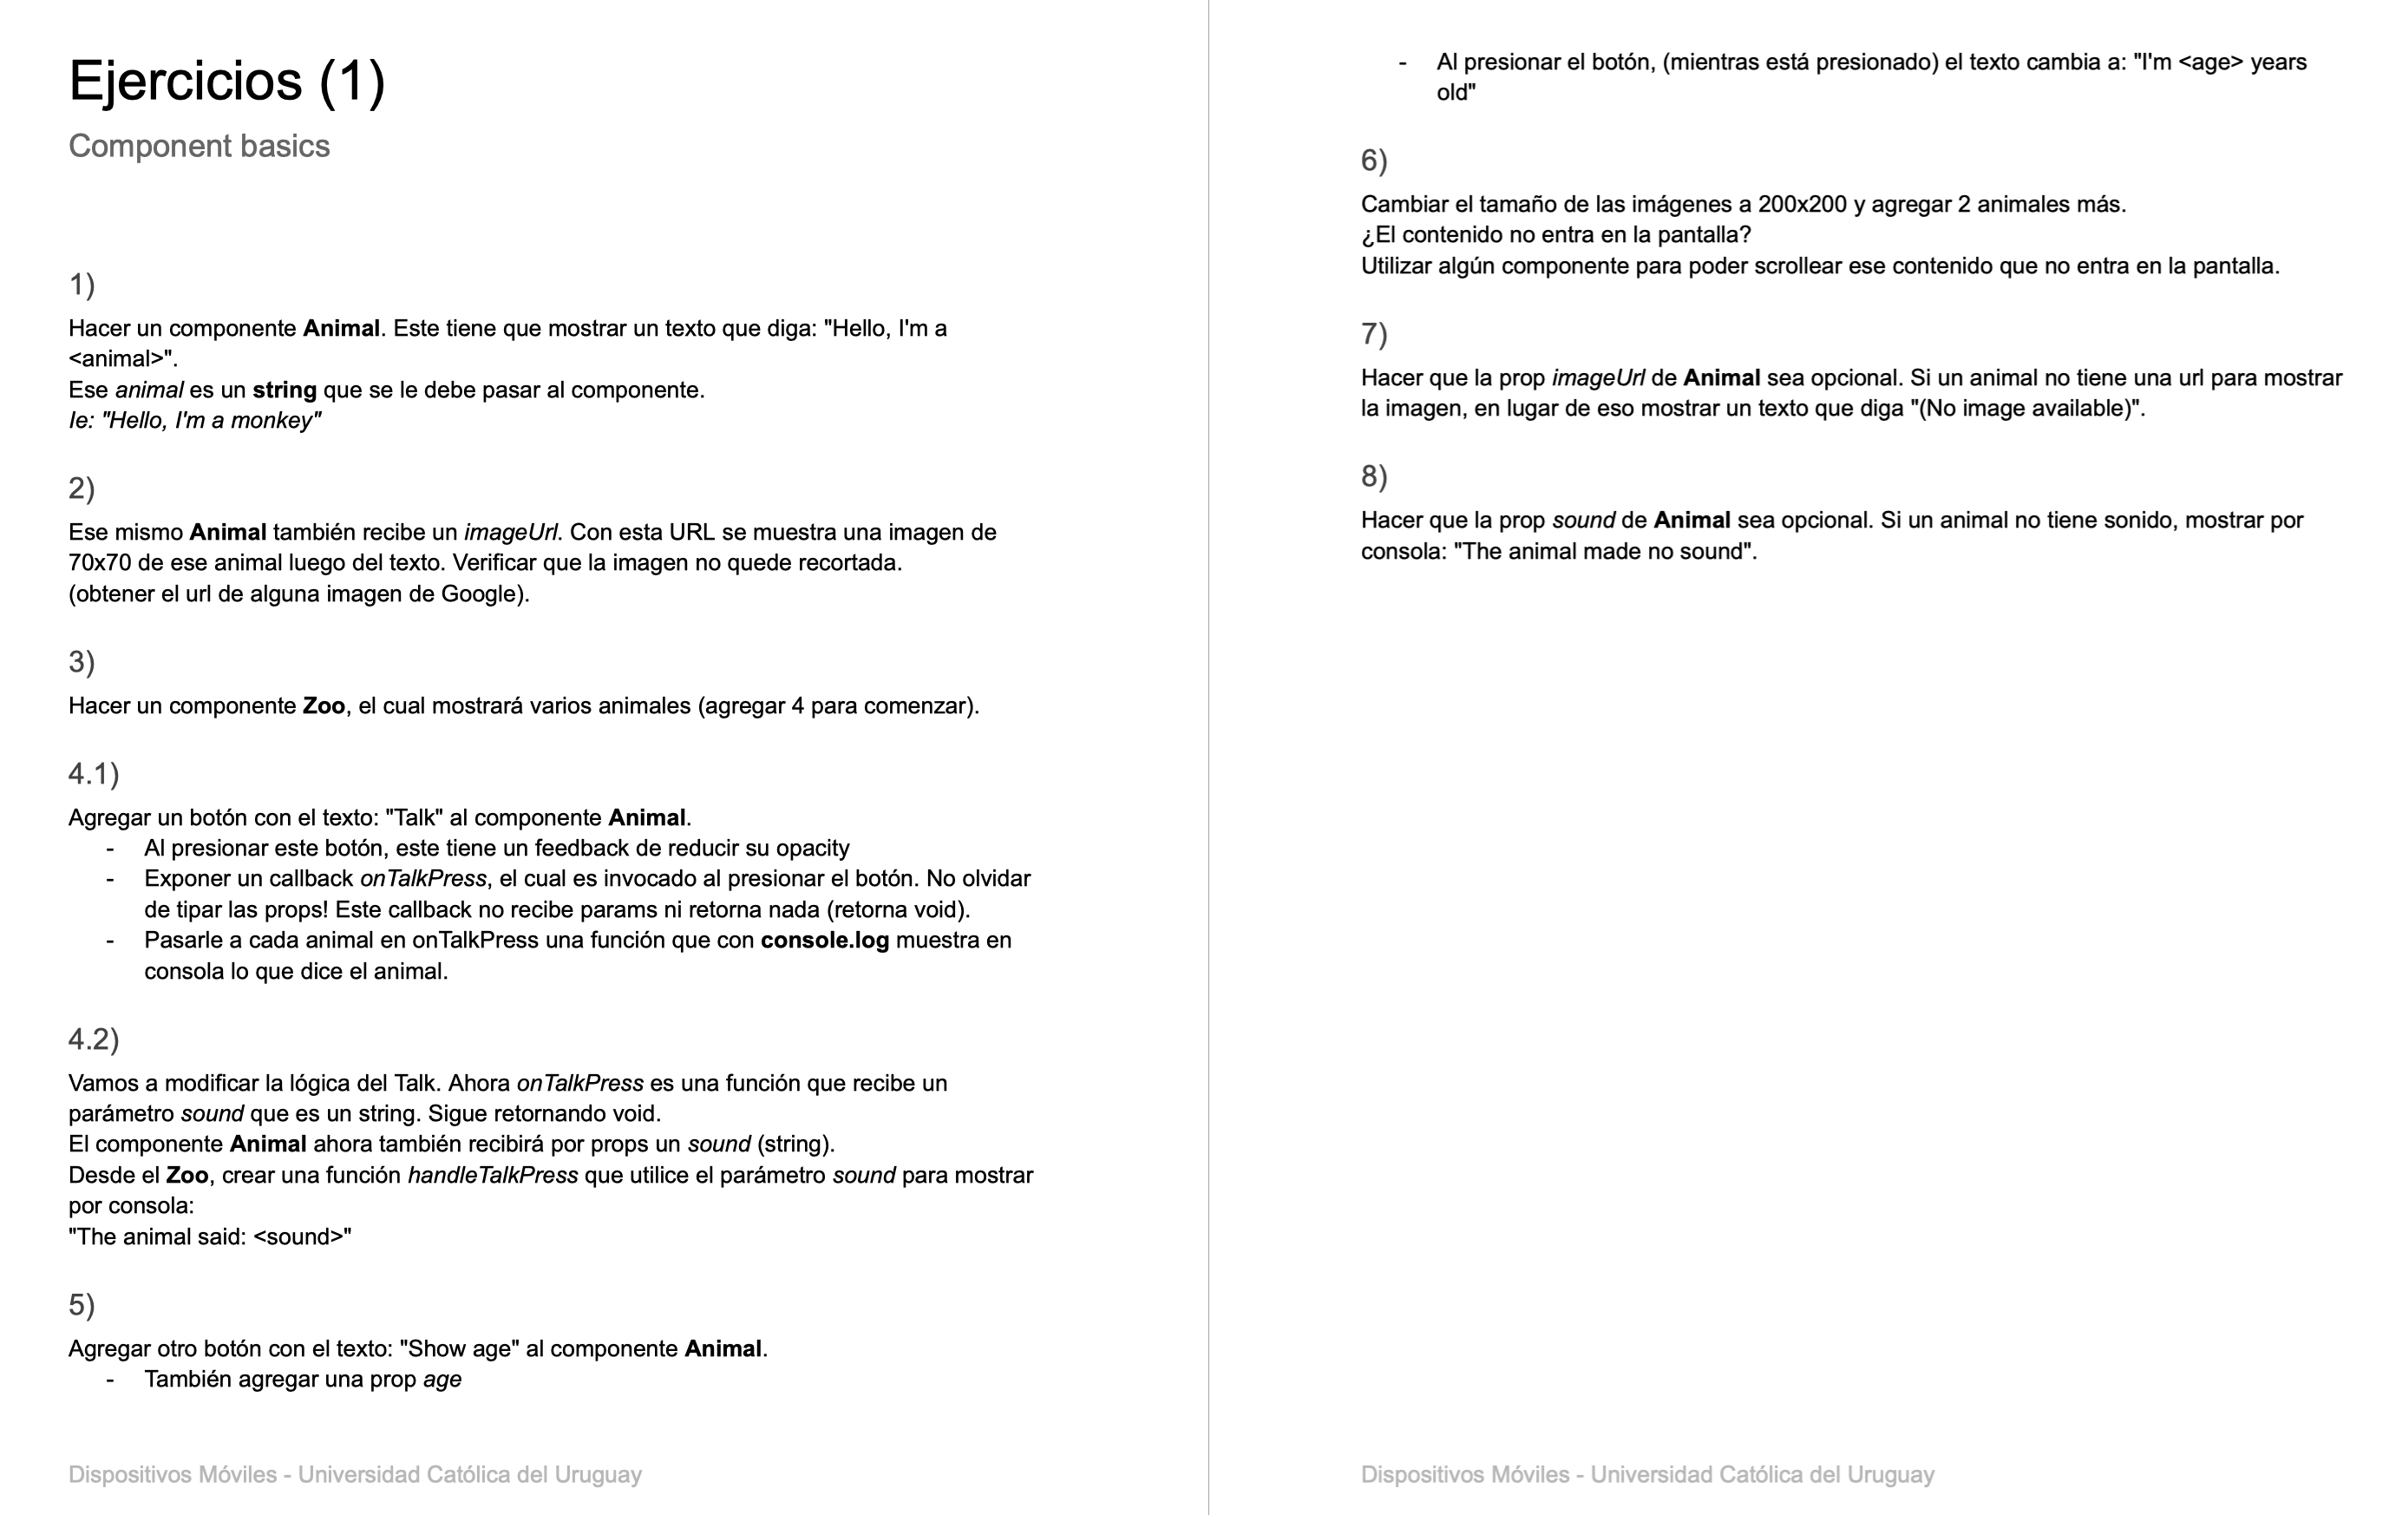 Ejercicios (1)
Component basics
1)
Hacer un componente Animal. Este tiene que mostrar un texto que diga: "Hello, I'm a
<animal>".
Ese animal es un string que se le debe pasar al componente.
Ie: "Hello, I'm a monkey"
2)
Ese mismo Animal también recibe un imageUrl. Con esta URL se muestra una imagen de
70x70 de ese animal luego del texto. Verificar que la imagen no quede recortada.
(obtener el url de alguna imagen de Google).
3)
Hacer un componente Zoo, el cual mostrará varios animales (agregar 4 para comenzar).
4.1)
Agregar un botón con el texto: "Talk" al componente Animal.
- Al presionar este botón, este tiene un feedback de reducir su opacity
- Exponer un callback onTalkPress, el cual es invocado al presionar el botón. No olvidar
de tipar las props! Este callback no recibe params ni retorna nada (retorna void).
- Pasarle a cada animal en onTalkPress una función que con console.log muestra en
consola lo que dice el animal.
4.2)
Vamos a modificar la lógica del Talk. Ahora onTalkPress es una función que recibe un
parámetro sound que es un string. Sigue retornando void.
El componente Animal ahora también recibirá por props un sound (string).
Desde el Zoo, crear una función handleTalkPress que utilice el parámetro sound para mostrar
por consola:
"The animal said: <sound>"
5)
Agregar otro botón con el texto: "Show age" al componente Animal.
- También agregar una prop age
Dispositivos Móviles - Universidad Católica del Uruguay
- Al presionar el botón, (mientras está presionado) el texto cambia a: "I'm <age> years
old"
6)
Cambiar el tamaño de las imágenes a 200x200 y agregar 2 animales más.
¿El contenido no entra en la pantalla?
Utilizar algún componente para poder scrollear ese contenido que no entra en la pantalla.
7)
Hacer que la prop imageUrl de Animal sea opcional. Si un animal no tiene una url para mostrar
la imagen, en lugar de eso mostrar un texto que diga "(No image available)".
8)
Hacer que la prop sound de Animal sea opcional. Si un animal no tiene sonido, mostrar por
consola: "The animal made no sound".
Dispositivos Móviles - Universidad Católica del Uruguay